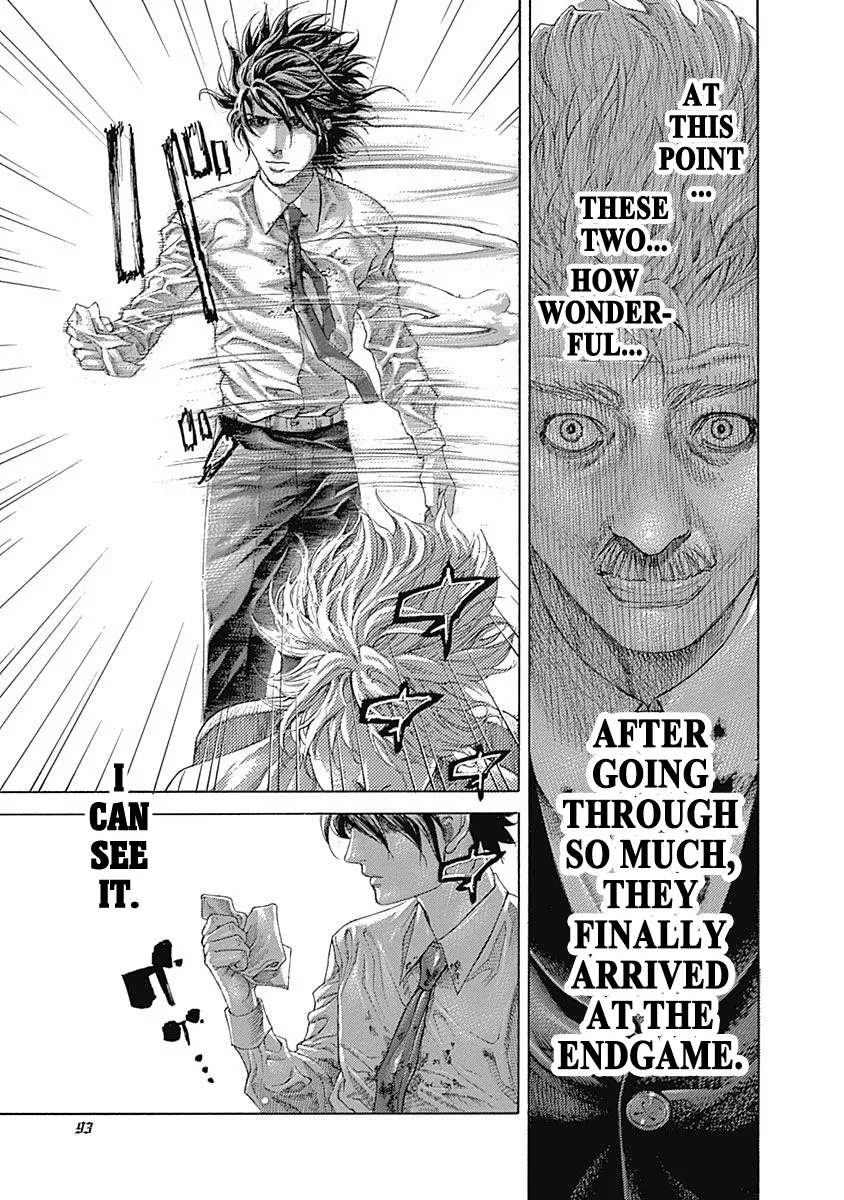 AT
THIS
POINT
...
THESE
TWO...
HOW
WONDER-
FUL...
AFTER
GOING
THROUGH
SO MUCH,
THEY
FINALLY
ARRIVED
AT THE
ENDGAME.
I
CAN
SEE
IT.
93